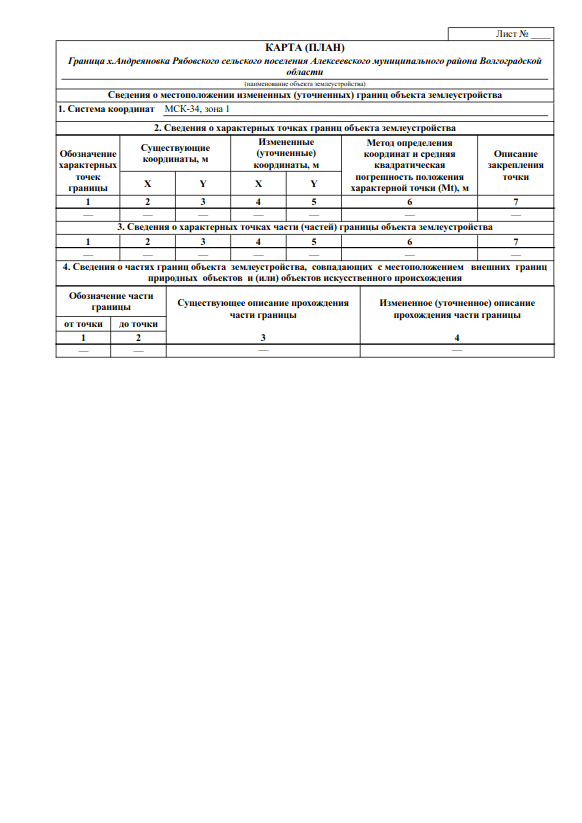 Лист № ____
КАРТА (ПЛАН)
Граница х.Андреяновка Рябовского сельского поселения Алексеевского муниципального района Волгоградской
области
(наименование объекта землеустройства)
Сведения о местоположении измененных (уточненных) границ объекта землеустройства
1. Система координат МСК-34, зона 1
2. Сведения о характерных точках границ объекта землеустройства
Обозначение характерных точек границы
Существующие координаты, м
Измененные (уточненные) координаты, м
Метод определения координат и средняя квадратическая погрешность положения характерной точки (Mt), м
Описание закрепления точки
X Y X Y
1 2 3 4 5 6 7
— — — — — — —
3. Сведения о характерных точках части (частей) границы объекта землеустройства
1 2 3 4 5 6 7
— — — — — — —
4. Сведения о частях границ объекта землеустройства, совпадающих с местоположением внешних границ
природных объектов и (или) объектов искусственного происхождения
Обозначение части границы
Существующее описание прохождения части границы
Измененное (уточненное) описание прохождения части границы
от точки до точки
1 2 3 4
— — — —